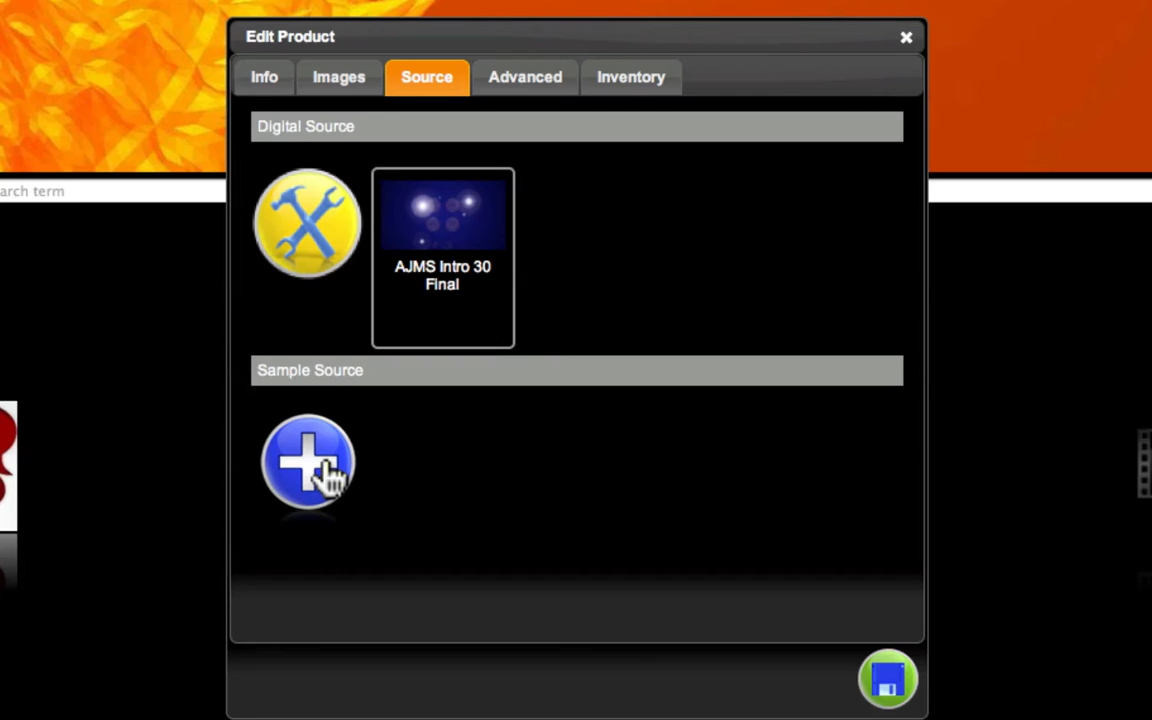 Edit Product
Info Images Source Advanced Inventory
Digital Source
arch term
AJMS Intro 30
Final
Sample Source